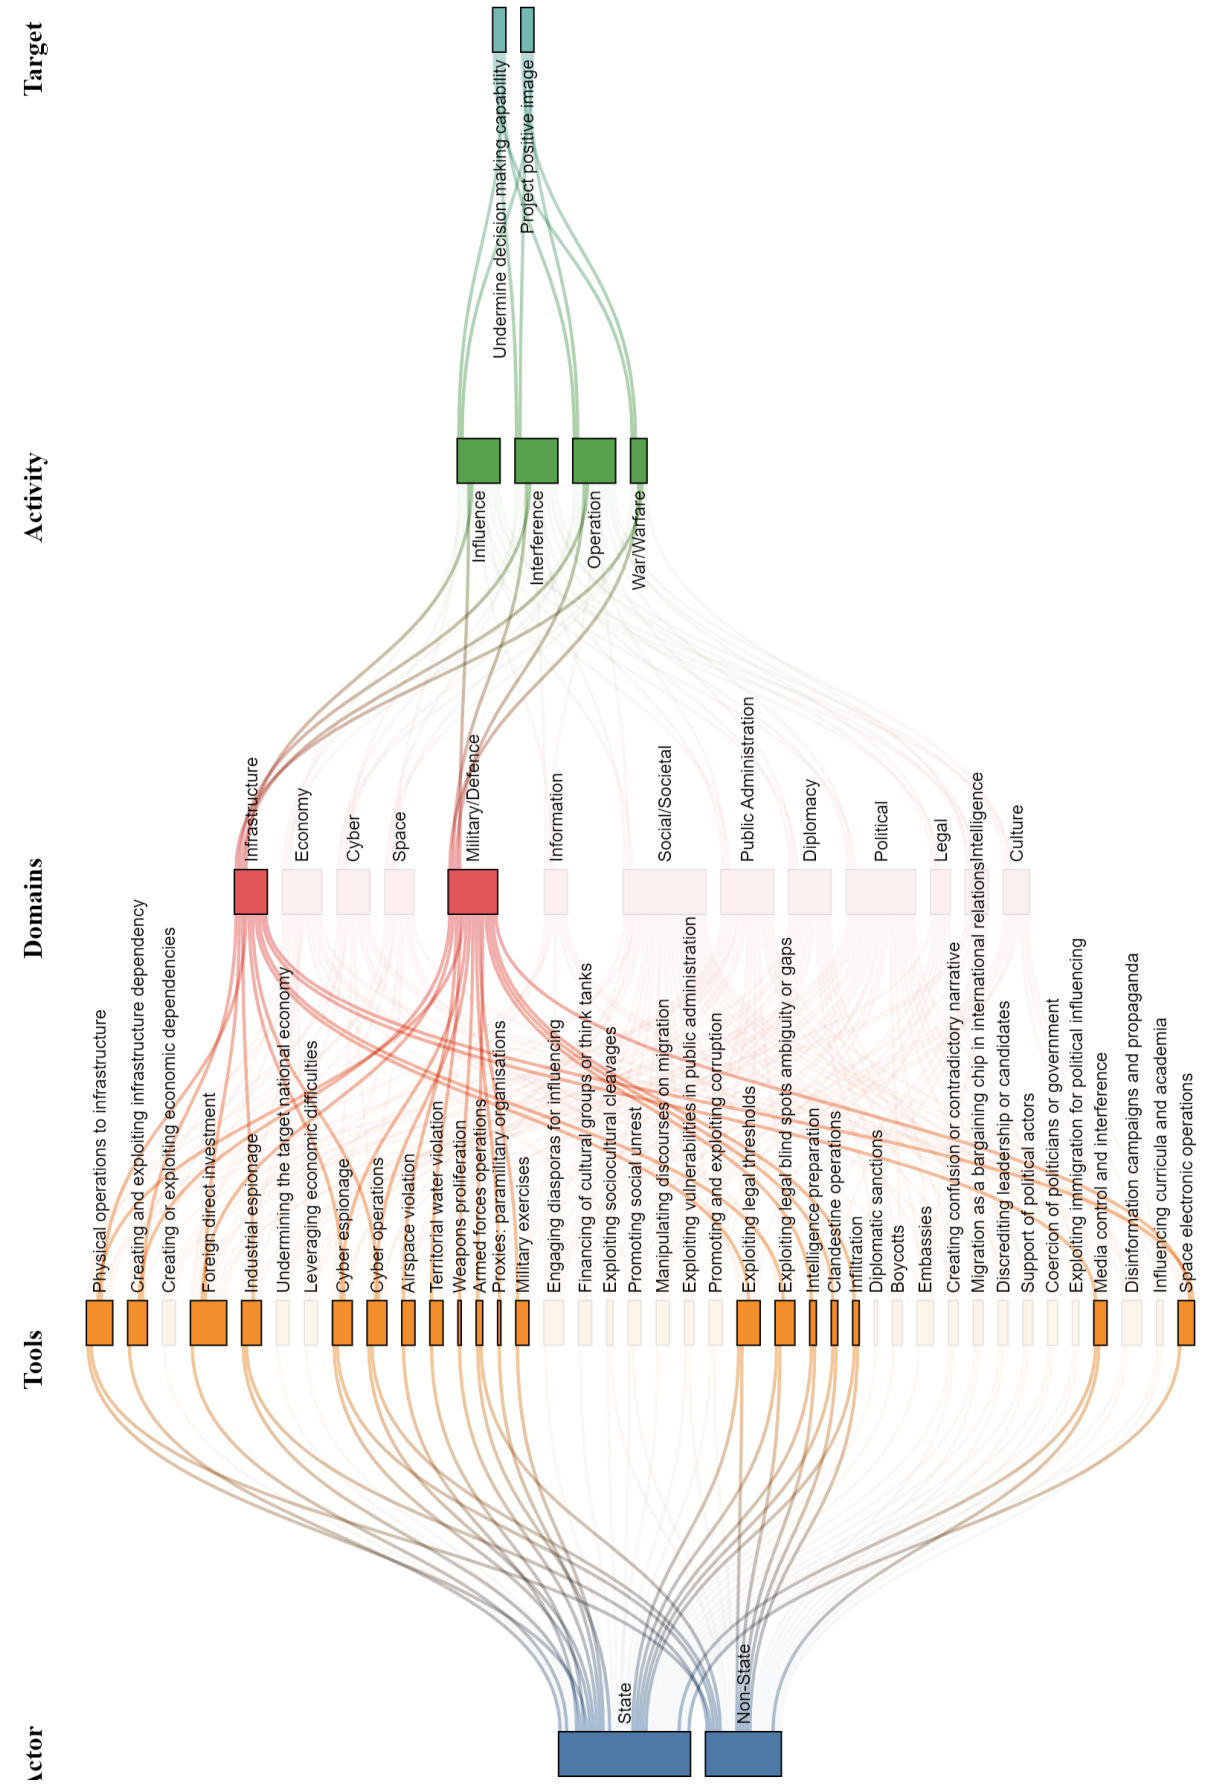 Target
Undermine decision making capability
Project positive image
Activity
Influence
Interference
Operation
War/Warfare
Domains
Infrastructure
Economy
Cyber
Space
Military/Defence
Information
Social/Societal
Public Administration
Diplomacy
Political
Legal
Intelligence
Culture
Tools
Physical operations to infrastructure
Creating and exploiting infrastructure dependency
Creating or exploiting economic dependencies
Foreign direct investment
Industrial espionage
Undermining the target national economy
Leveraging economic difficulties
Cyber espionage
Cyber operations
Airspace violation
Territorial water violation
Weapons proliferation
Armed forces operations
Proxies: paramilitary organisations
Military exercises
Engaging diasporas for influencing
Financing of cultural groups or think tanks
Exploiting sociocultural cleavages
Promoting social unrest
Manipulating discourses on migration
Exploiting vulnerabilities in public administration
Promoting and exploiting corruption
Exploiting legal thresholds
Exploiting legal blind spots ambiguity or gaps
Intelligence preparation
Clandestine operations
Infiltration
Diplomatic sanctions
Boycotts
Embassies
Creating confusion or contradictory narrative
Migration as a bargaining chip in international relations
Discrediting leadership or candidates
Support of political actors
Coercion of politicians or government
Exploiting immigration for political influencing
Media control and interference
Disinformation campaigns and propaganda
Influencing curricula and academia
Space electronic operations
Actor
State
Non-State